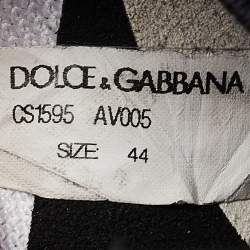 DOLCE & GABBANA
CS1595 AV005
SIZE: 44